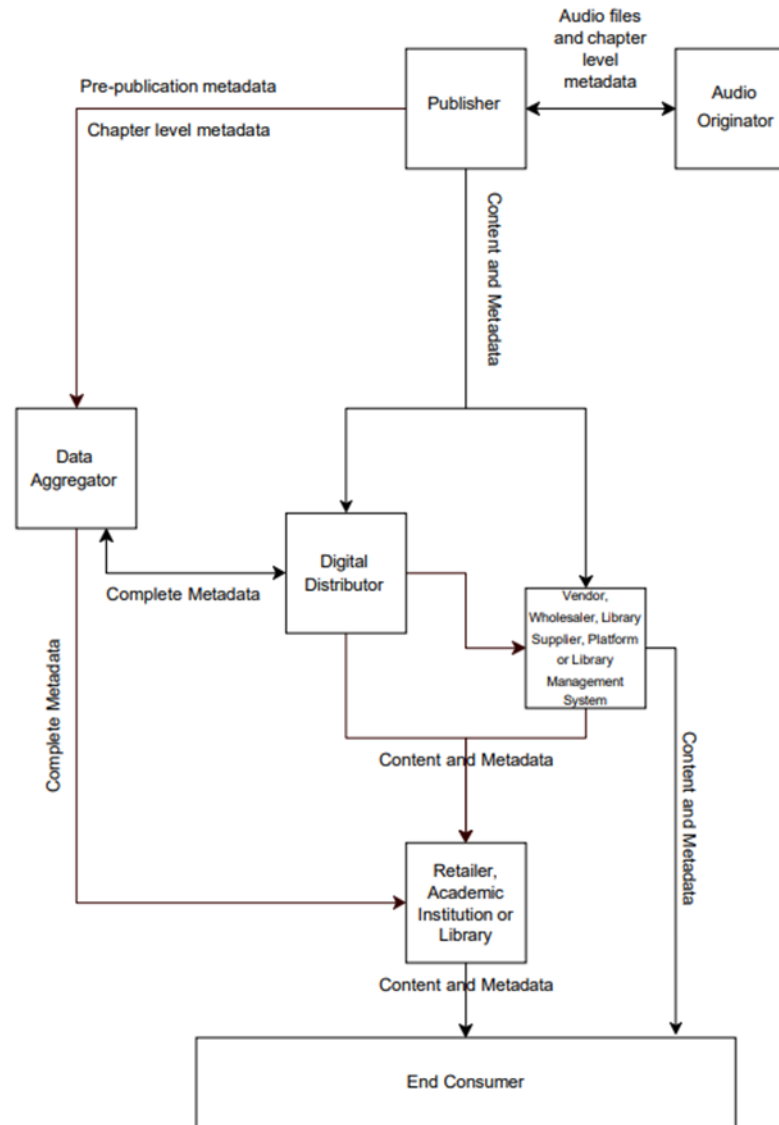 Audio files
and chapter
level
metadata
Pre-publication metadata
Publisher
Audio
Originator
Chapter level metadata
Content and Metadata
Data
Aggregator
Digital
Distributor
Complete Metadata
Vendor,
Wholesaler, Library
Supplier, Platform
or Library
Management
System
Complete Metadata
Content and Metadata
Content and Metadata
Retailer,
Academic
Institution or
Library
Content and Metadata
End Consumer